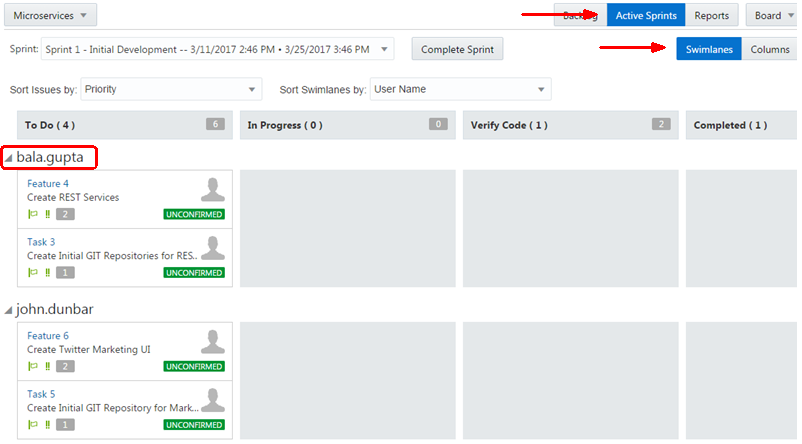 Microservices Backlog Active Sprints Reports Board
Sprint: Sprint 1 - Initial Development -- 3/11/2017 2:46 PM • 3/25/2017 3:46 PM Complete Sprint Swimlanes Columns
Sort Issues by: Priority Sort Swimlanes by: User Name
To Do ( 4 ) 6 In Progress ( 0 ) 0 Verify Code ( 1 ) 2 Completed ( 1 )
bala.gupta
Feature 4
Create REST Services
2 UNCONFIRMED
Task 3
Create Initial GIT Repositories for RES..
1 UNCONFIRMED
john.dunbar
Feature 6
Create Twitter Marketing UI
2 UNCONFIRMED
Task 5
Create Initial GIT Repository for Mark...
1 UNCONFIRMED